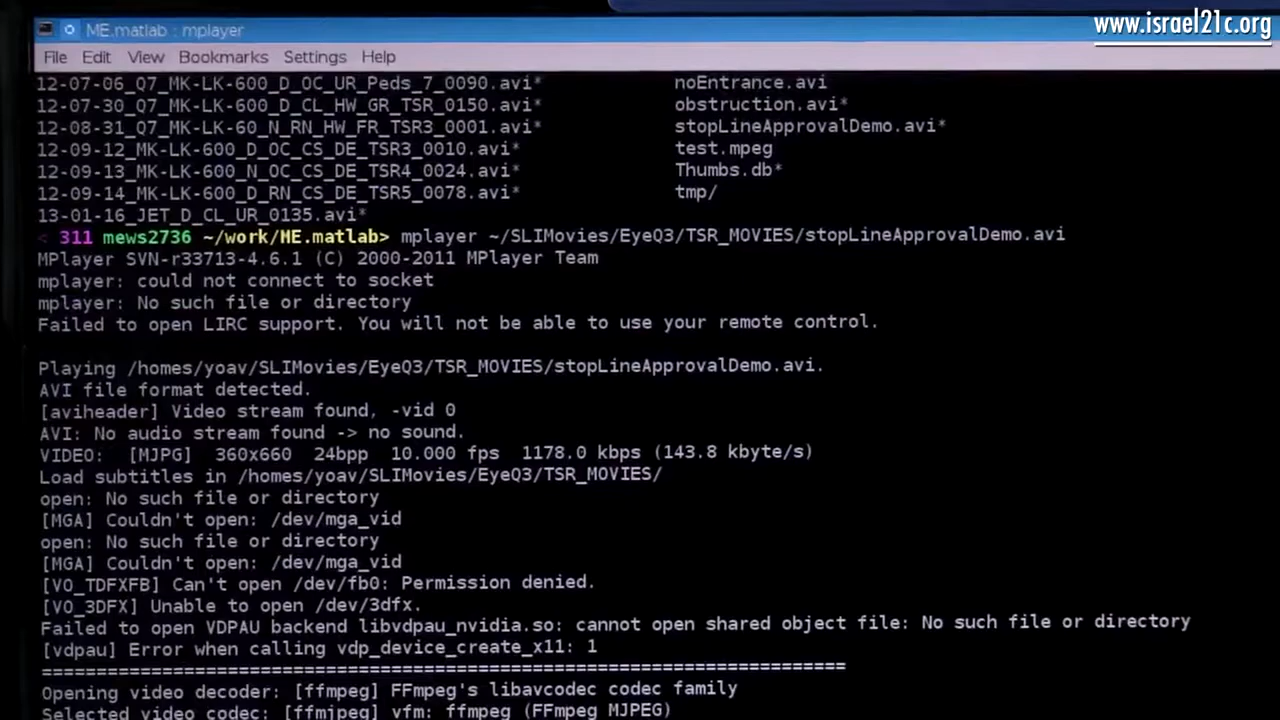 www.israel21c.org
ME.matlab : mplayer
File Edit View Bookmarks Settings Help
12-07-06_Q7_MK-LK-600_D_OC_UR_Peds_7_0090.avi* noEntrance.avi
12-07-30_Q7_MK-LK-600_D_CL_HW_GR_TSR_0150.avi* obstruction.avi*
12-08-31_Q7_MK-LK-60_N_RN_HW_FR_TSR3_0001.avi* stopLineApprovalDemo.avi*
12-09-12_MK-LK-600_D_OC_CS_DE_TSR3_0010.avi* test.mpeg
12-09-13_MK-LK-600_N_OC_CS_DE_TSR4_0024.avi* Thumbs.db*
12-09-14_MK-LK-600_D_RN_CS_DE_TSR5_0078.avi* tmp/
13-01-16_JET_D_CL_UR_0135.avi*
< 311 mews2736 ~/work/ME.matlab> mplayer ~/SLIMovies/EyeQ3/TSR_MOVIES/stopLineApprovalDemo.avi
MPlayer SVN-r33713-4.6.1 (C) 2000-2011 MPlayer Team
mplayer: could not connect to socket
mplayer: No such file or directory
Failed to open LIRC support. You will not be able to use your remote control.
Playing /homes/yoav/SLIMovies/EyeQ3/TSR_MOVIES/stopLineApprovalDemo.avi.
AVI file format detected.
[aviheader] Video stream found, -vid 0
AVI: No audio stream found -> no sound.
VIDEO: [MJPG] 360x660 24bpp 10.000 fps 1178.0 kbps (143.8 kbyte/s)
Load subtitles in /homes/yoav/SLIMovies/EyeQ3/TSR_MOVIES/
open: No such file or directory
[MGA] Couldn't open: /dev/mga_vid
open: No such file or directory
[MGA] Couldn't open: /dev/mga_vid
[VO_TDFXFB] Can't open /dev/fb0: Permission denied.
[VO_3DFX] Unable to open /dev/3dfx.
Failed to open VDPAU backend libvdpau_nvidia.so: cannot open shared object file: No such file or directory
[vdpau] Error when calling vdp_device_create_x11: 1
==========================================================================
Opening video decoder: [ffmpeg] FFmpeg's libavcodec codec family
Selected video codec: [ffmjpeg] vfm: ffmpeg (FFmpeg MJPEG)